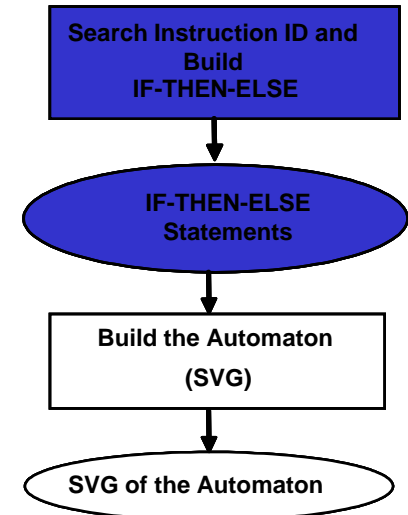 Search Instruction ID and
Build
IF-THEN-ELSE
IF-THEN-ELSE
Statements
Build the Automaton
(SVG)
SVG of the Automaton